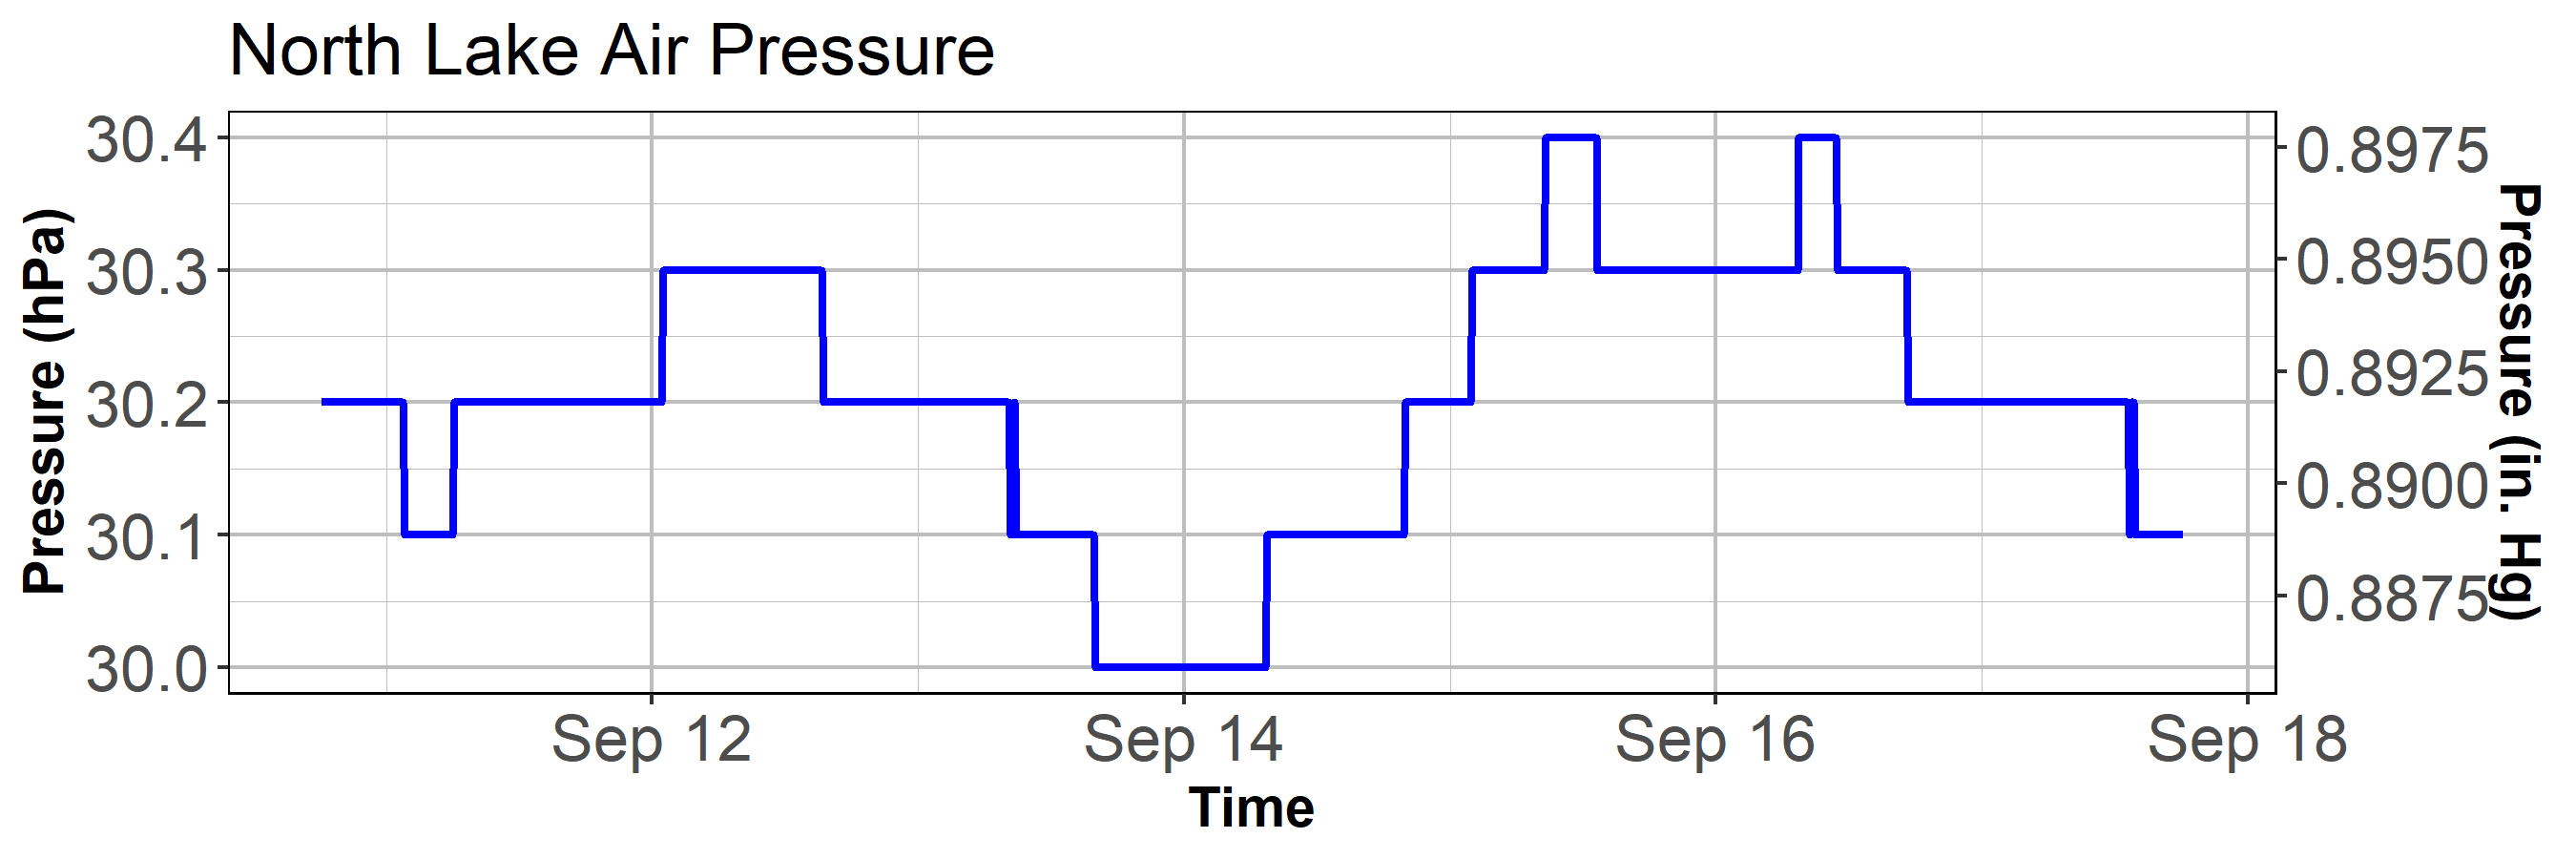 North Lake Air Pressure
30.4
30.3
30.2
30.1
30.0
Pressure (hPa)
0.8975
0.8950
0.8925
0.8900
0.8875
Pressure (in. Hg)
Sep 12
Sep 14
Sep 16
Sep 18
Time